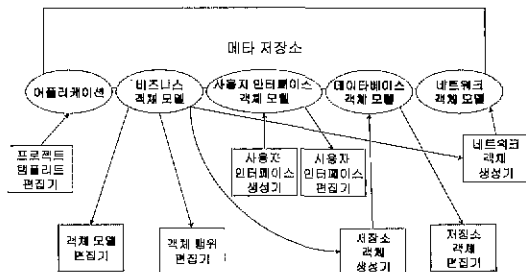 메타 저장소
어플리케이션
비즈니스
객체 모델
사용자 인터페이스
객체 모델
데이타베이스
객체 모델
네트워크
객체 모델
프로젝트
템플리트
편집기
사용자
인터페이스
생성기
사용자
인터페이스
편집기
네트워크
객체
생성기
객체 모델
편집기
객체 행위
편집기
저장소
객체
생성기
저장소
객체
편집기